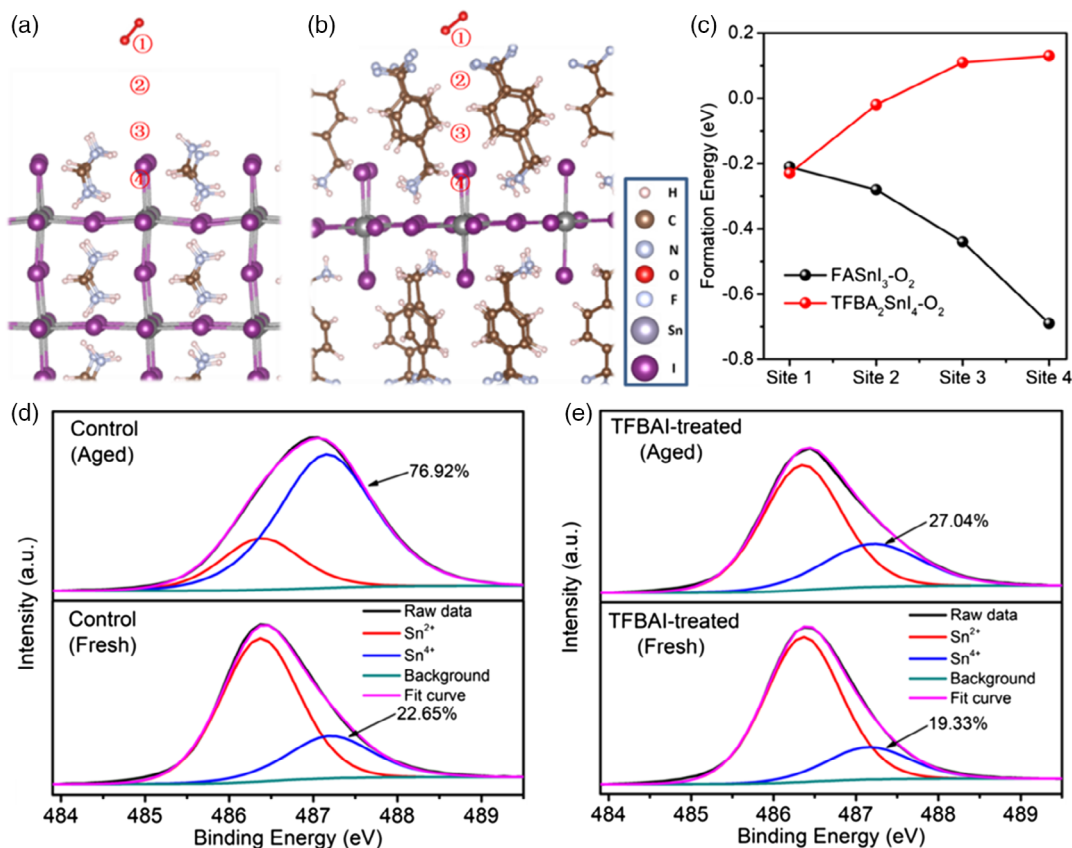 (a)
①
②
③
④
(b)
①
②
③
④
H
C
N
O
F
Sn
I
(c)
Formation Energy (eV)
0.2
0.0
-0.2
-0.4
-0.6
-0.8
FASnI₃-O₂
TFBA₂SnI₄-O₂
Site 1 Site 2 Site 3 Site 4
(d)
Intensity (a.u.)
Control
(Aged)
76.92%
Control
(Fresh)
Raw data
Sn²⁺
Sn⁴⁺
Background
Fit curve
22.65%
484 485 486 487 488 489
Binding Energy (eV)
(e)
Intensity (a.u.)
TFBAI-treated
(Aged)
27.04%
TFBAI-treated
(Fresh)
Raw data
Sn²⁺
Sn⁴⁺
Background
Fit curve
19.33%
484 485 486 487 488 489
Binding Energy (eV)